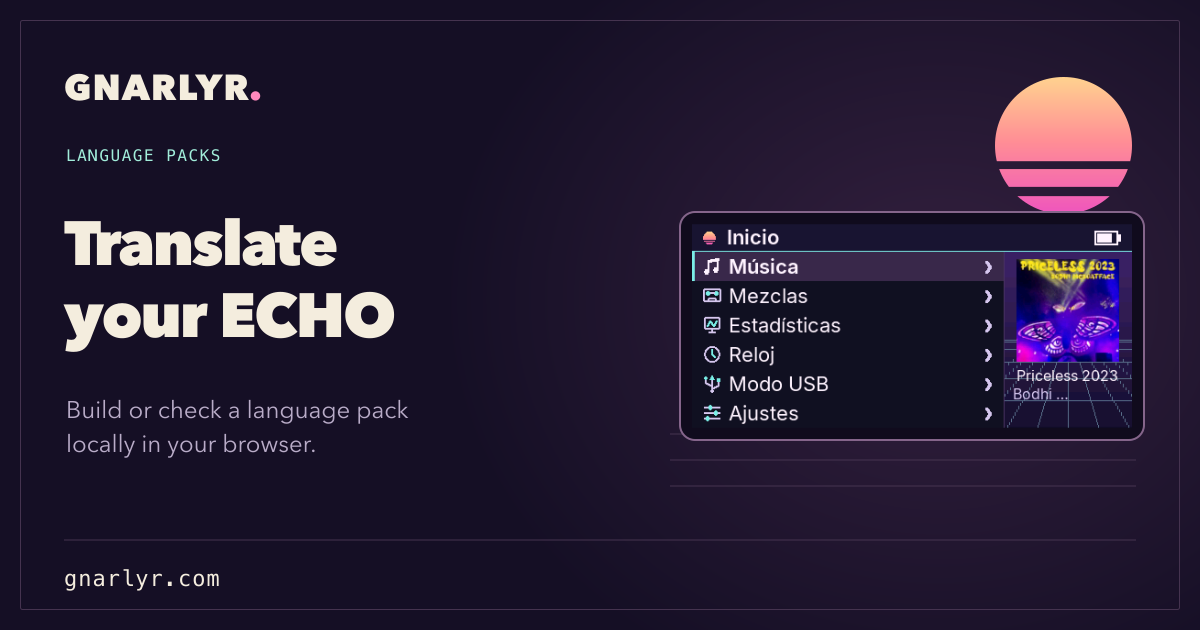 GNARLYR.
LANGUAGE PACKS
Translate
your ECHO
Build or check a language pack
locally in your browser.
Inicio
Música
Mezclas
Estadísticas
Reloj
Modo USB
Ajustes
PRICELESS 2023
Priceless 2023
Bodhi ...
gnarlyr.com